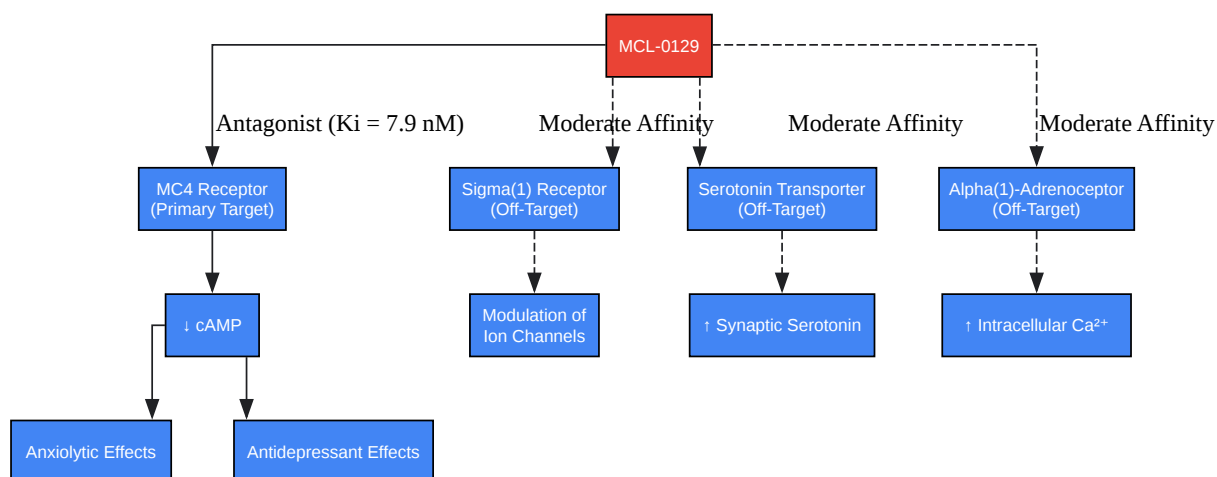 MCL-0129
Antagonist (Ki = 7.9 nM)
Moderate Affinity
Moderate Affinity
Moderate Affinity
MC4 Receptor
(Primary Target)
Sigma(1) Receptor
(Off-Target)
Serotonin Transporter
(Off-Target)
Alpha(1)-Adrenoceptor
(Off-Target)
↓ cAMP
Modulation of
Ion Channels
↑ Synaptic Serotonin
↑ Intracellular Ca²⁺
Anxiolytic Effects
Antidepressant Effects